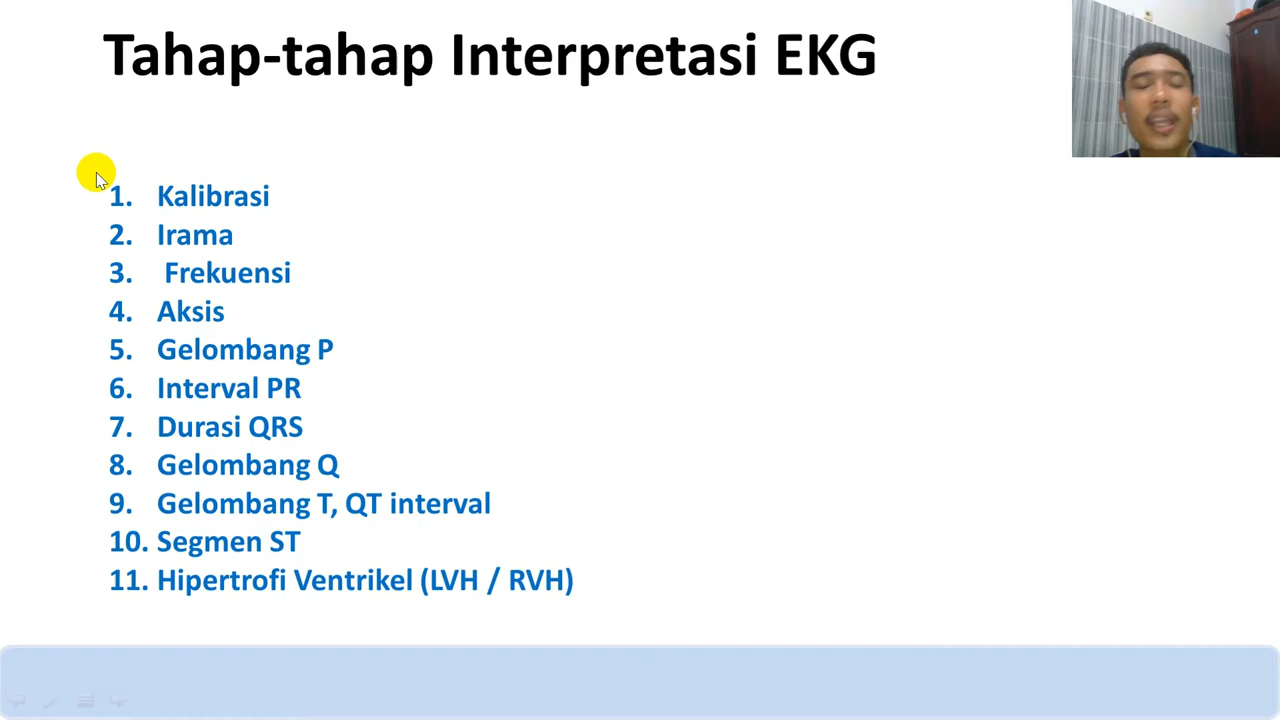 Tahap-tahap Interpretasi EKG
1. Kalibrasi
2. Irama
3. Frekuensi
4. Aksis
5. Gelombang P
6. Interval PR
7. Durasi QRS
8. Gelombang Q
9. Gelombang T, QT interval
10. Segmen ST
11. Hipertrofi Ventrikel (LVH / RVH)